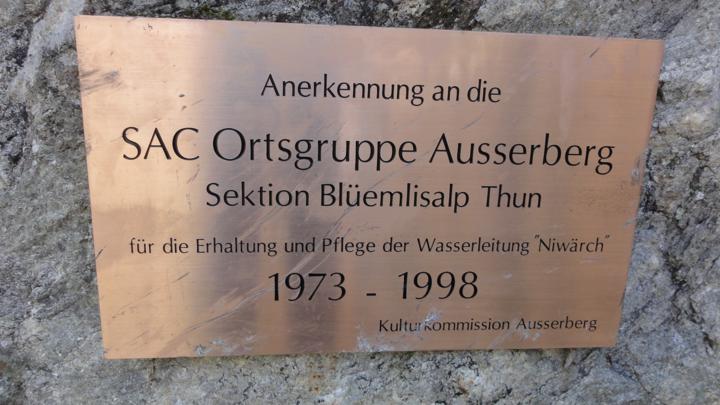 Anerkennung an die
SAC Ortsgruppe Ausserberg
Sektion Blüemlisalp Thun
für die Erhaltung und Pflege der Wasserleitung "Niwärch"
1973 - 1998
Kulturkommission Ausserberg